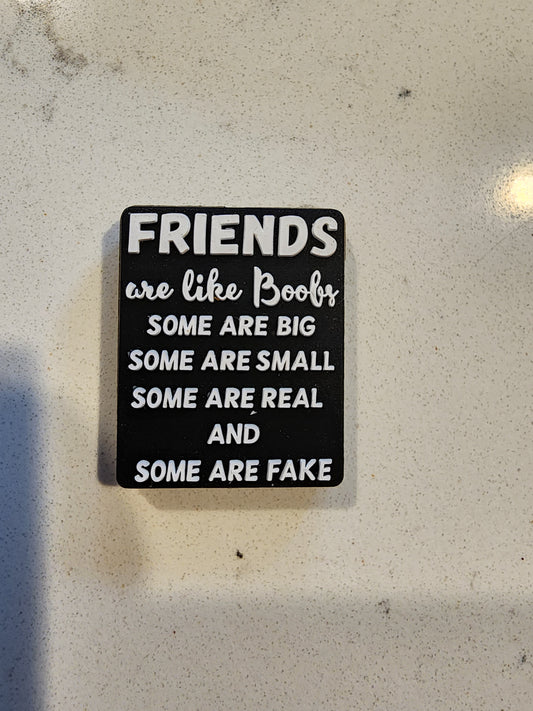 FRIENDS
are like Boobs
SOME ARE BIG
SOME ARE SMALL
SOME ARE REAL
AND
SOME ARE FAKE